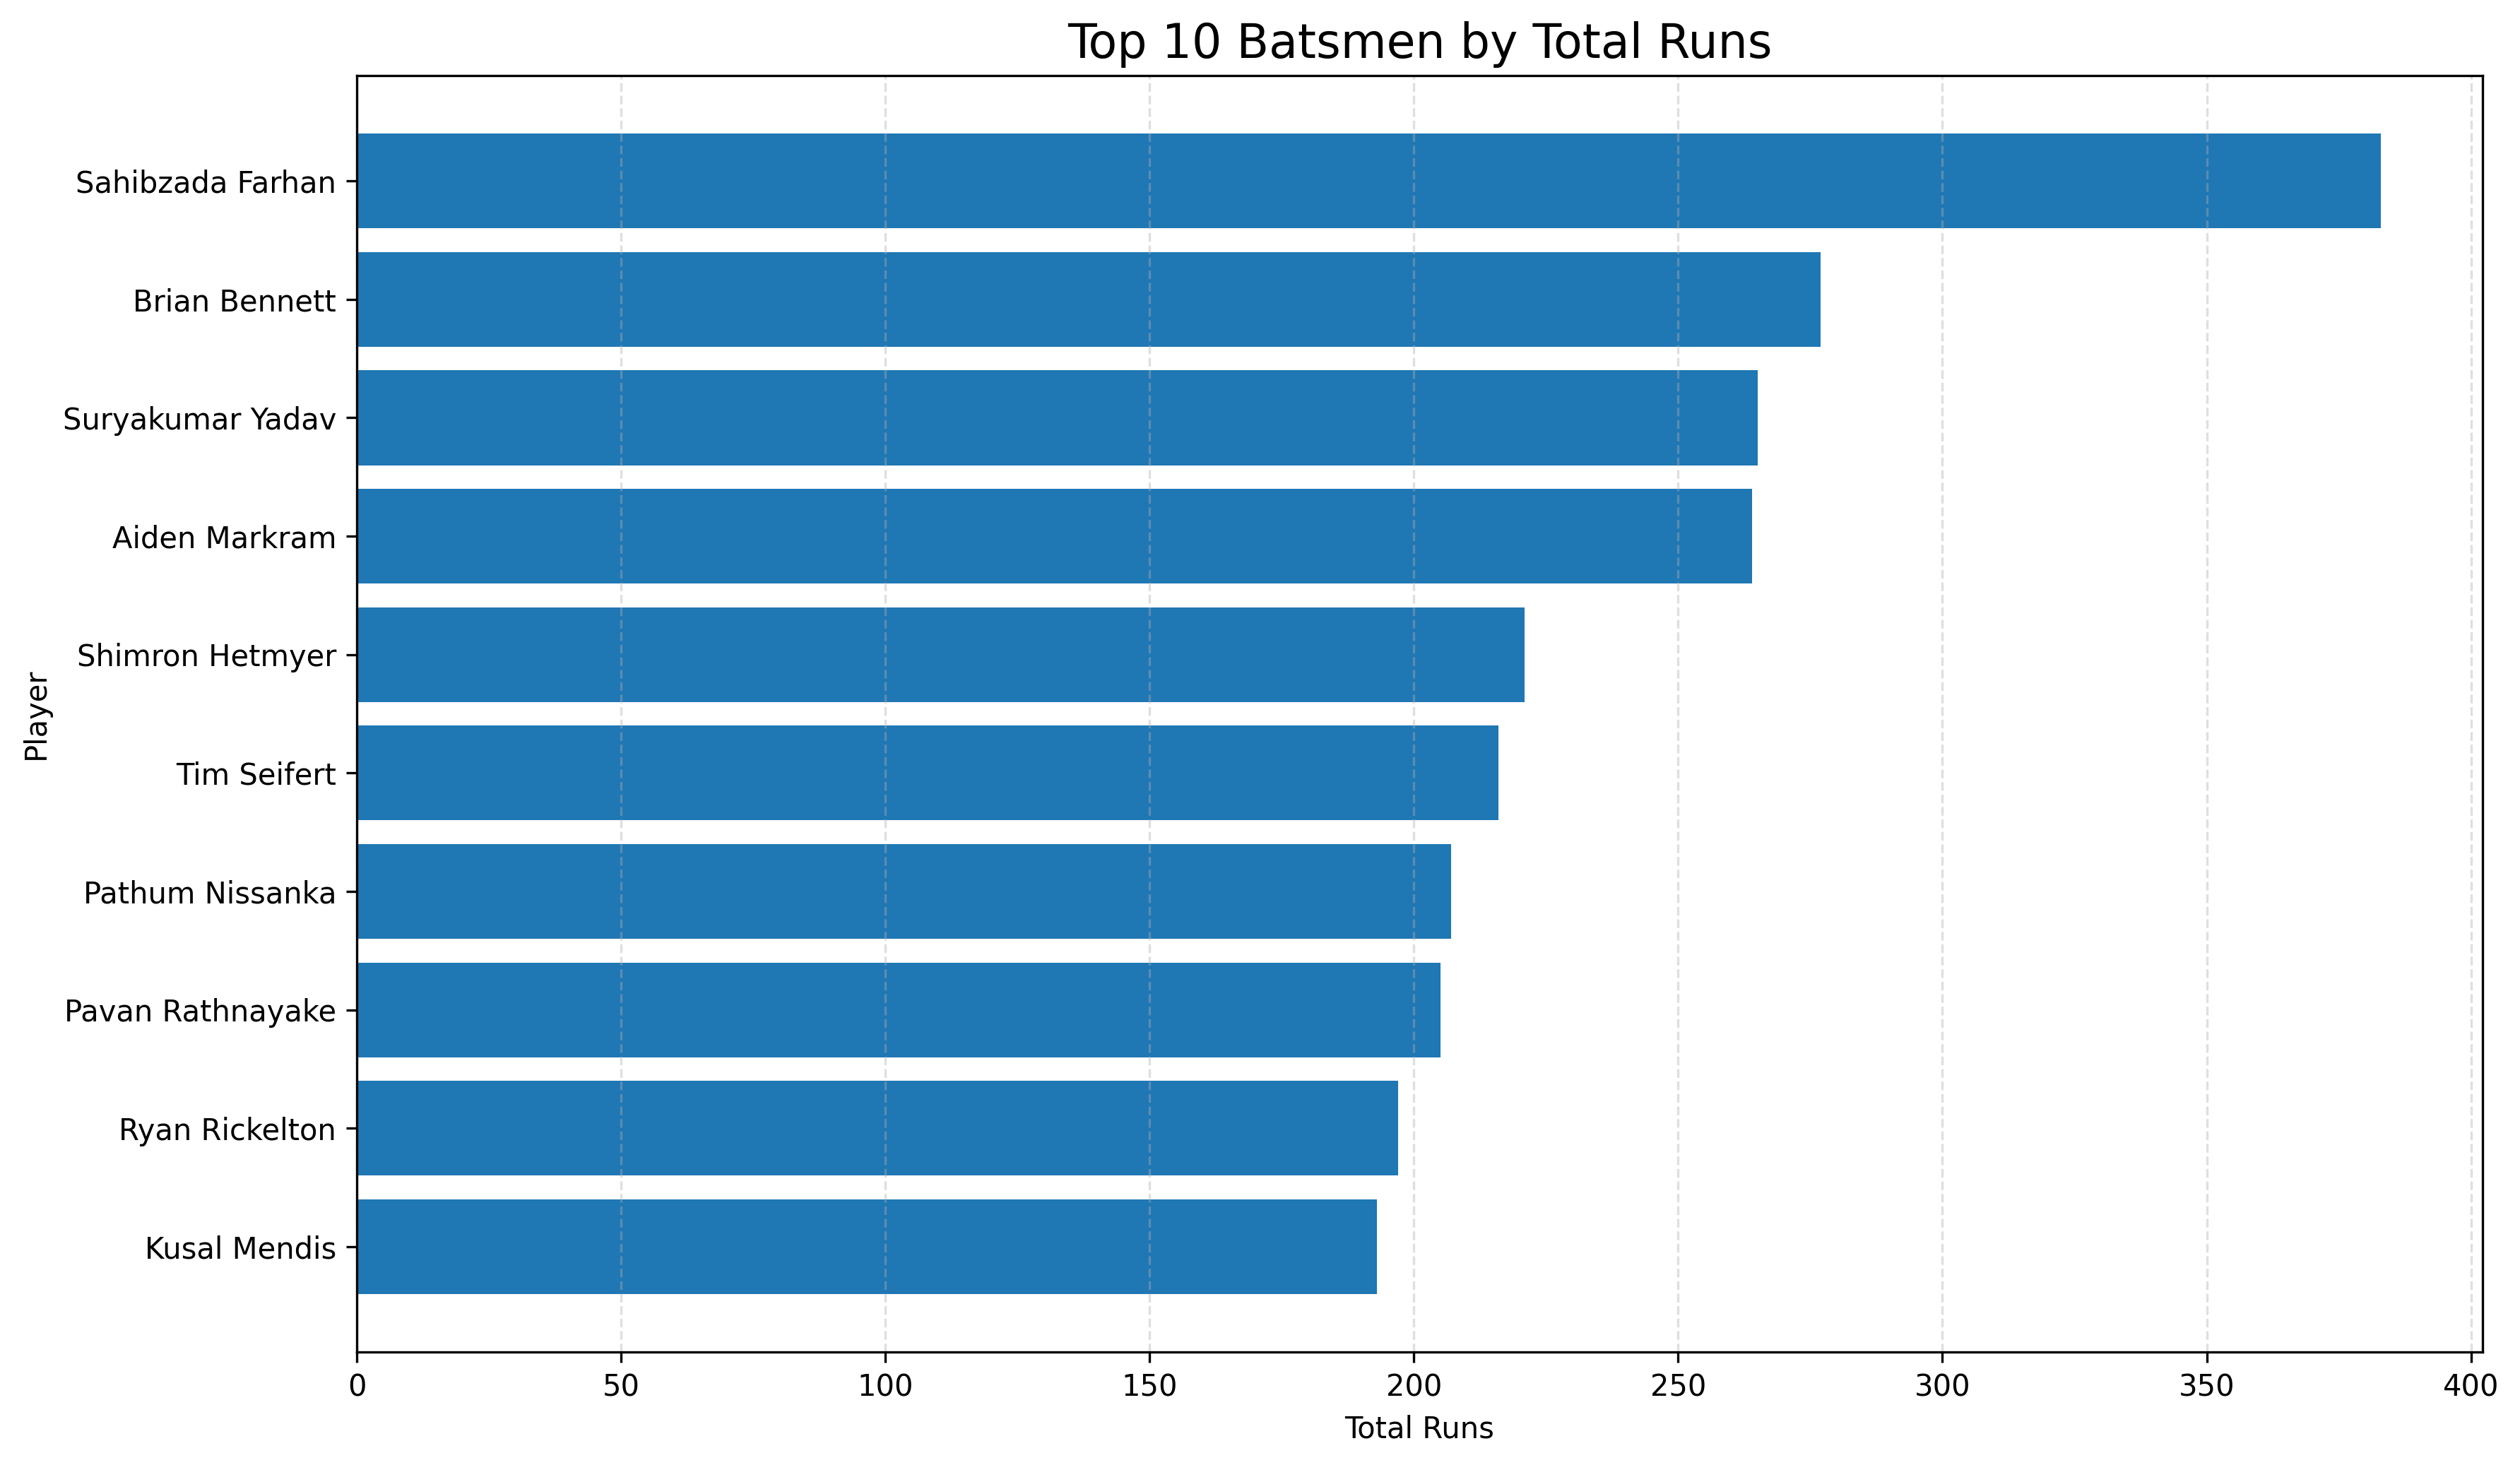 Top 10 Batsmen by Total Runs
Player
Sahibzada Farhan
Brian Bennett
Suryakumar Yadav
Aiden Markram
Shimron Hetmyer
Tim Seifert
Pathum Nissanka
Pavan Rathnayake
Ryan Rickelton
Kusal Mendis
0 50 100 150 200 250 300 350 400
Total Runs